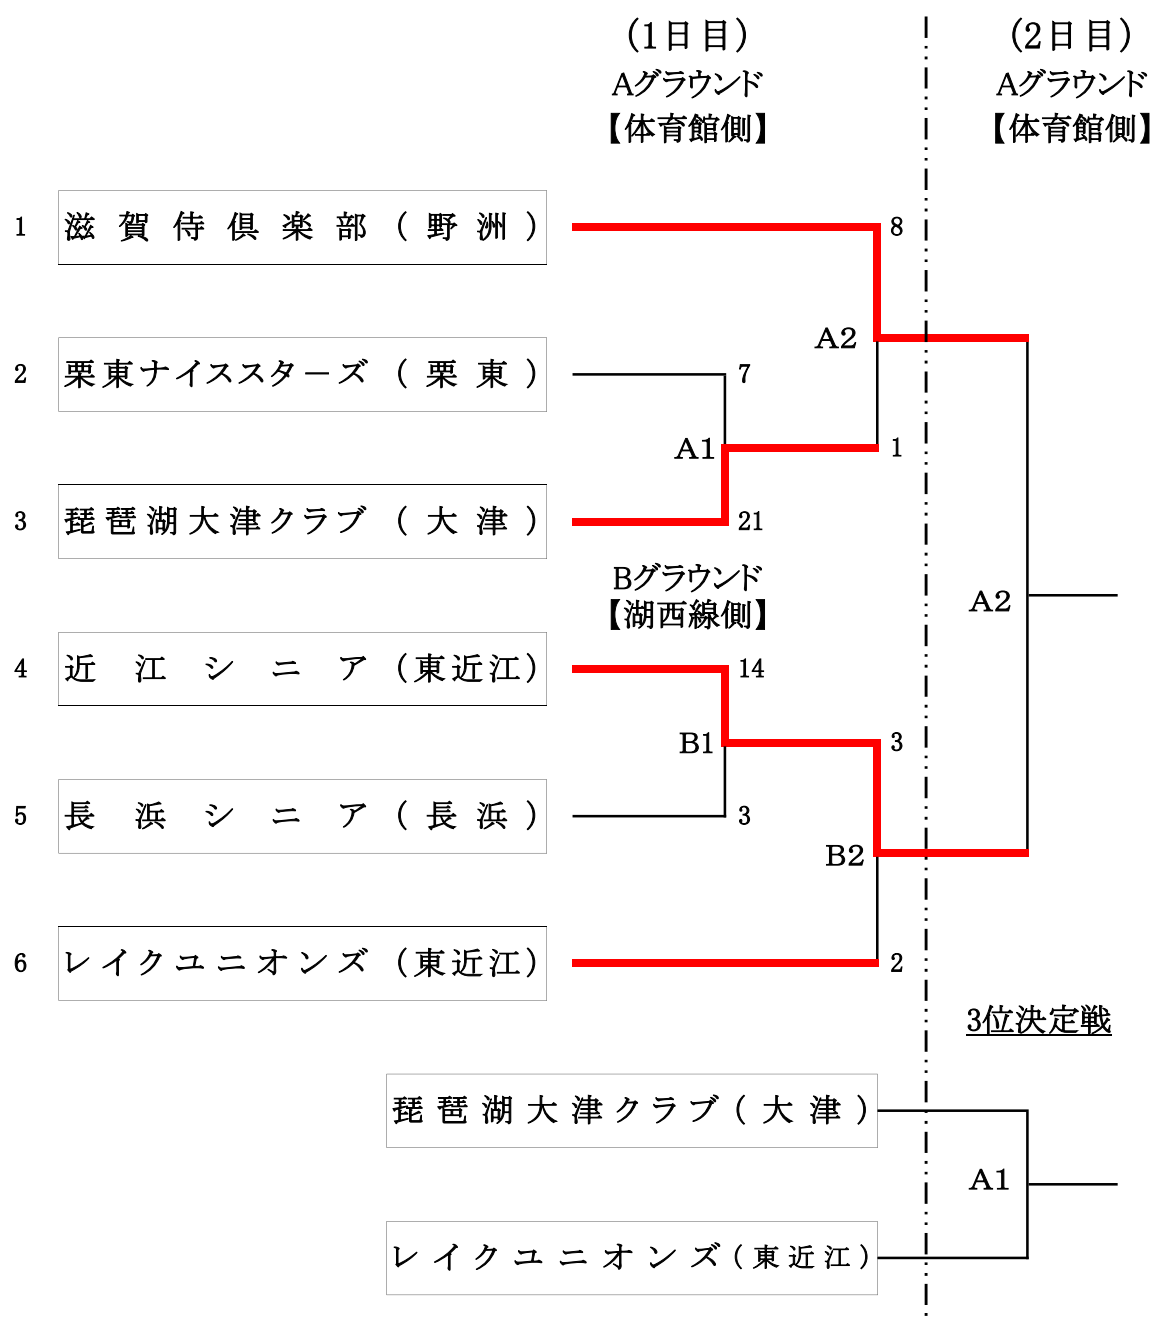 (1日目) (2日目)
Aグラウンド Aグラウンド
【体育館側】 【体育館側】
1 滋賀侍倶楽部(野洲) 8
A2
2 栗東ナイススターズ(栗東) 7
A1 1
3 琵琶湖大津クラブ(大津) 21
Bグラウンド
【湖西線側】
A2
4 近江シニア(東近江) 14
B1 3
5 長浜シニア(長浜) 3
B2
6 レイクユニオンズ(東近江) 2
3位決定戦
琵琶湖大津クラブ(大津)
A1
レイクユニオンズ(東近江)